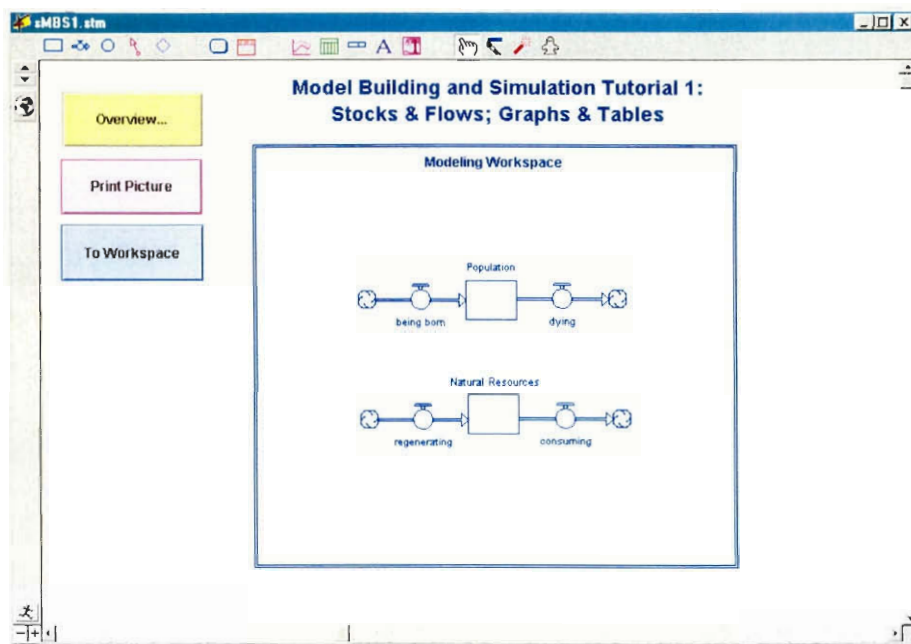 sMBS1.stm
A
Model Building and Simulation Tutorial 1:
Stocks & Flows; Graphs & Tables
Overview...
Print Picture
To Workspace
Modeling Workspace
Population
being born
dying
Natural Resources
regenerating
consuming